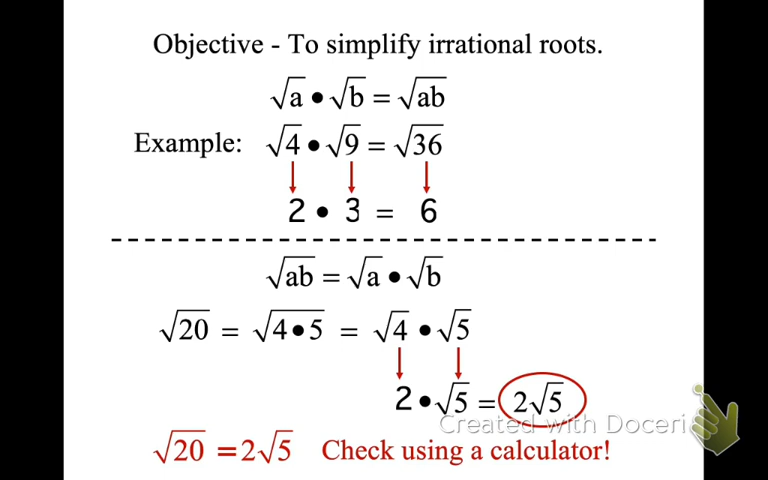 Objective - To simplify irrational roots.
√a • √b = √ab
Example: √4 • √9 = √36
2 • 3 = 6
√ab = √a • √b
√20 = √4•5 = √4 • √5
2 • √5 = 2√5
Created with Doceri
√20 = 2√5 Check using a calculator!